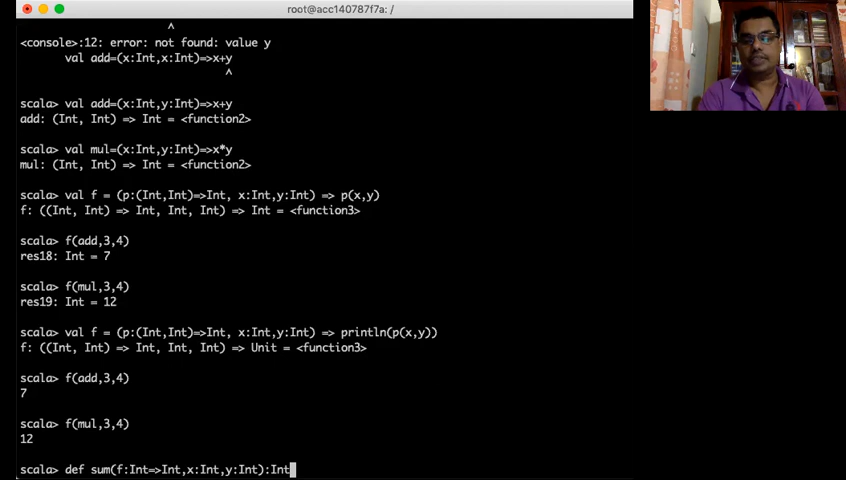 root@acc140787f7a: /
^
<console>:12: error: not found: value y
val add=(x:Int,x:Int)=>x+y
^
scala> val add=(x:Int,y:Int)=>x+y
add: (Int, Int) => Int = <function2>
scala> val mul=(x:Int,y:Int)=>x*y
mul: (Int, Int) => Int = <function2>
scala> val f = (p:(Int,Int)=>Int, x:Int,y:Int) => p(x,y)
f: ((Int, Int) => Int, Int, Int) => Int = <function3>
scala> f(add,3,4)
res18: Int = 7
scala> f(mul,3,4)
res19: Int = 12
scala> val f = (p:(Int,Int)=>Int, x:Int,y:Int) => println(p(x,y))
f: ((Int, Int) => Int, Int, Int) => Unit = <function3>
scala> f(add,3,4)
7
scala> f(mul,3,4)
12
scala> def sum(f:Int=>Int,x:Int,y:Int):Int